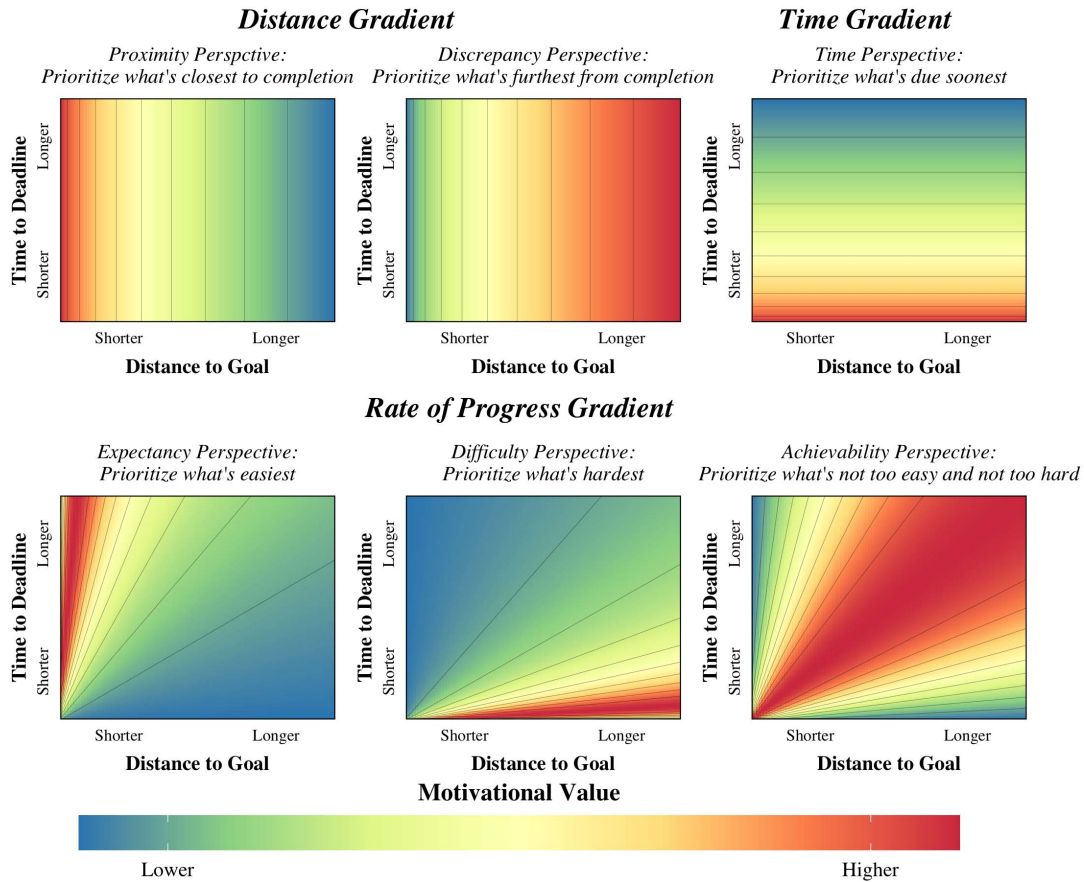 Distance Gradient
Time Gradient
Proximity Perspctive:
Prioritize what's closest to completion
Discrepancy Perspective:
Prioritize what's furthest from completion
Time Perspective:
Prioritize what's due soonest
Time to Deadline
Longer
Shorter
Time to Deadline
Longer
Shorter
Time to Deadline
Longer
Shorter
Shorter
Longer
Shorter
Longer
Shorter
Longer
Distance to Goal
Distance to Goal
Distance to Goal
Rate of Progress Gradient
Expectancy Perspective:
Prioritize what's easiest
Difficulty Perspective:
Prioritize what's hardest
Achievability Perspective:
Prioritize what's not too easy and not too hard
Time to Deadline
Longer
Shorter
Time to Deadline
Longer
Shorter
Time to Deadline
Longer
Shorter
Shorter
Longer
Shorter
Longer
Shorter
Longer
Distance to Goal
Distance to Goal
Distance to Goal
Motivational Value
Lower
Higher